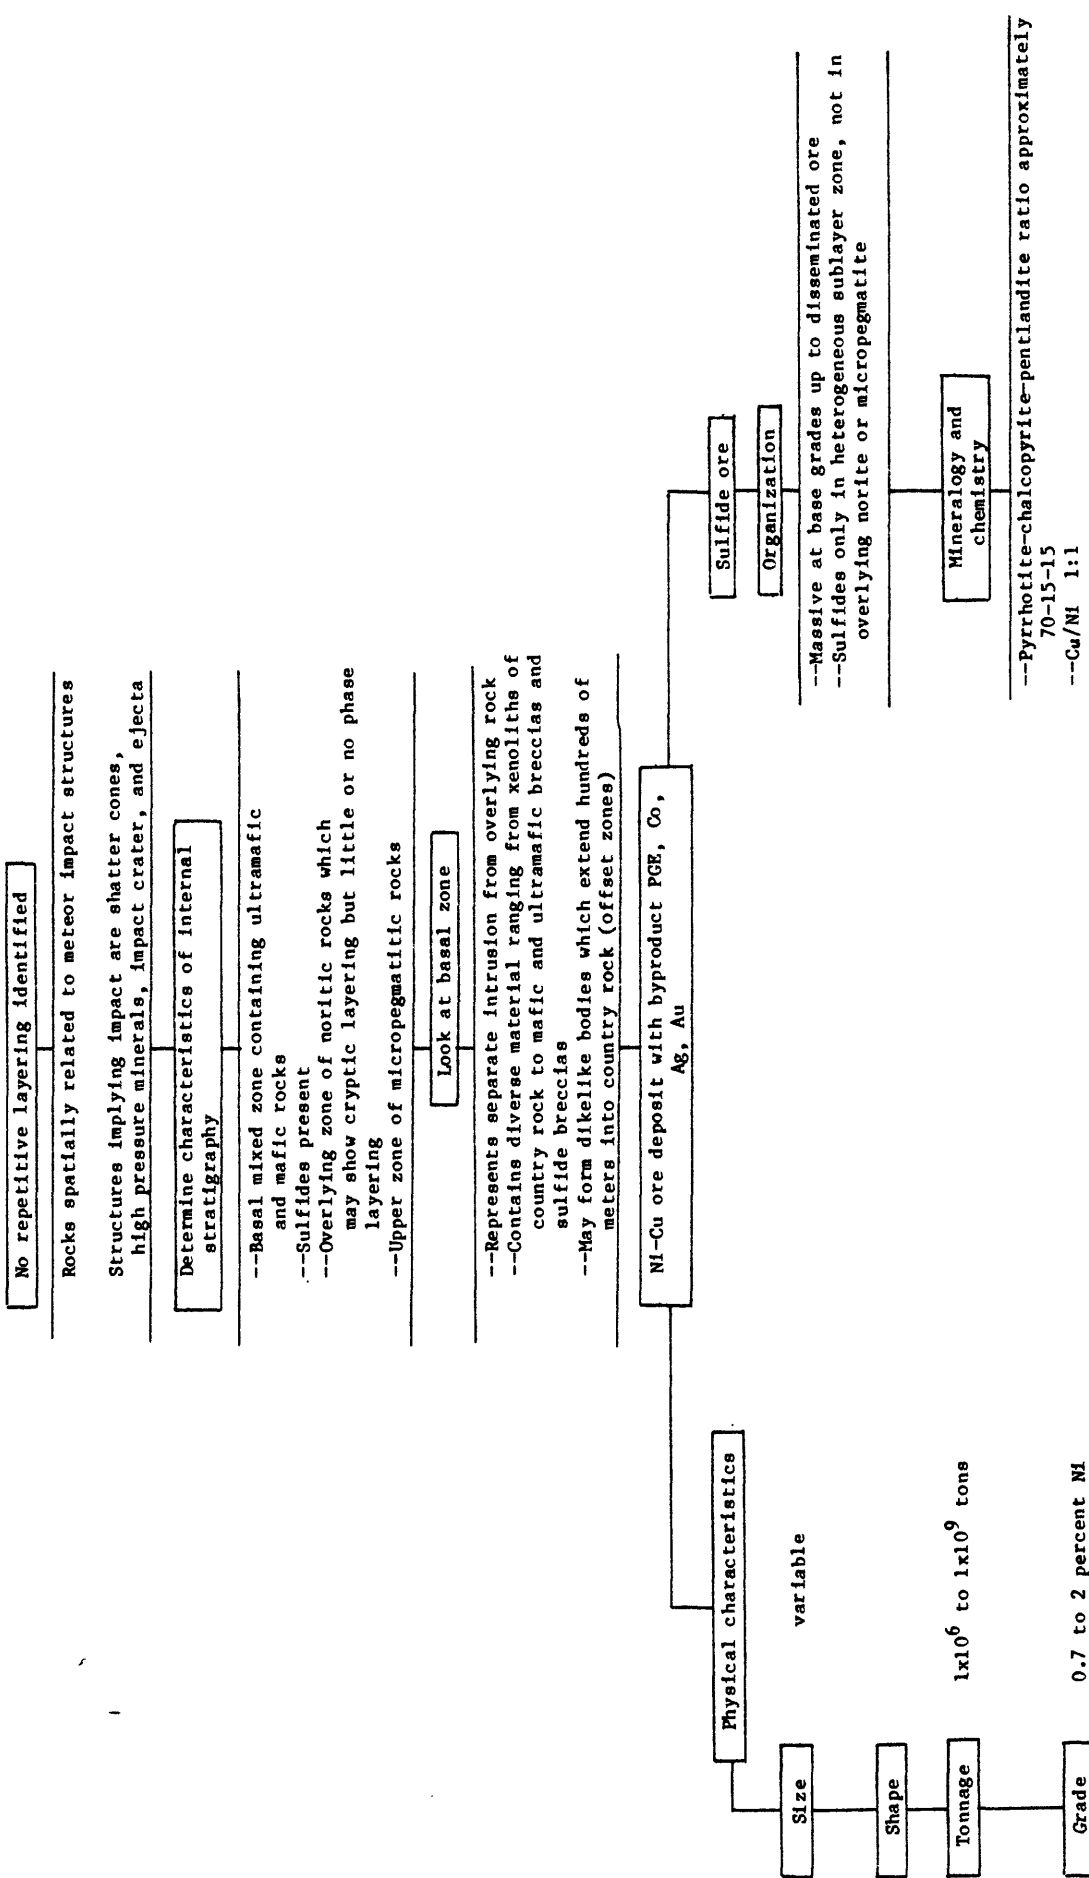 No repetitive layering identified
Rocks spatially related to meteor impact structures
Structures implying impact are shatter cones,
high pressure minerals, impact crater, and ejecta
Determine characteristics of internal
stratigraphy
--Basal mixed zone containing ultramafic
and mafic rocks
--Sulfides present
--Overlying zone of noritic rocks which
may show cryptic layering but little or no phase
layering
--Upper zone of micropegmatitic rocks
Look at basal zone
--Represents separate intrusion from overlying rock
--Contains diverse material ranging from xenoliths of
country rock to mafic and ultramafic breccias and
sulfide breccias
--May form dikelike bodies which extend hundreds of
meters into country rock (offset zones)
Ni-Cu ore deposit with byproduct PGE, Co,
Ag, Au
Physical characteristics
Size
variable
Shape
Tonnage
1x10⁶ to 1x10⁹ tons
Grade
0.7 to 2 percent Ni
Sulfide ore
Organization
--Massive at base grades up to disseminated ore
--Sulfides only in heterogeneous sublayer zone, not in
overlying norite or micropegmatite
Mineralogy and
chemistry
--Pyrrhotite-chalcopyrite-pentlandite ratio approximately
70-15-15
--Cu/Ni 1:1